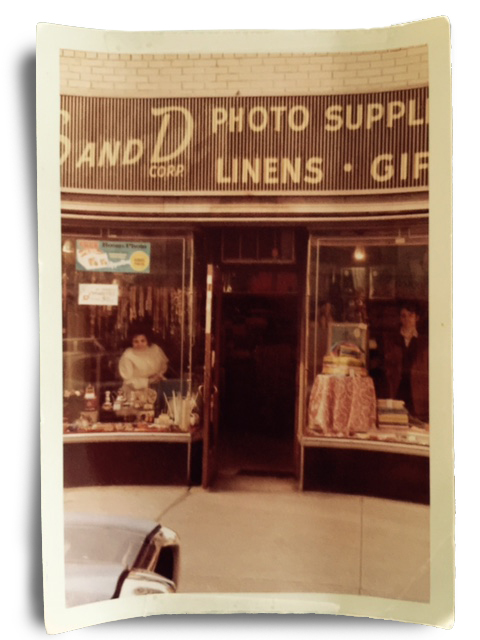 S AND D
CORP.
PHOTO SUPPLI
LINENS · GIF